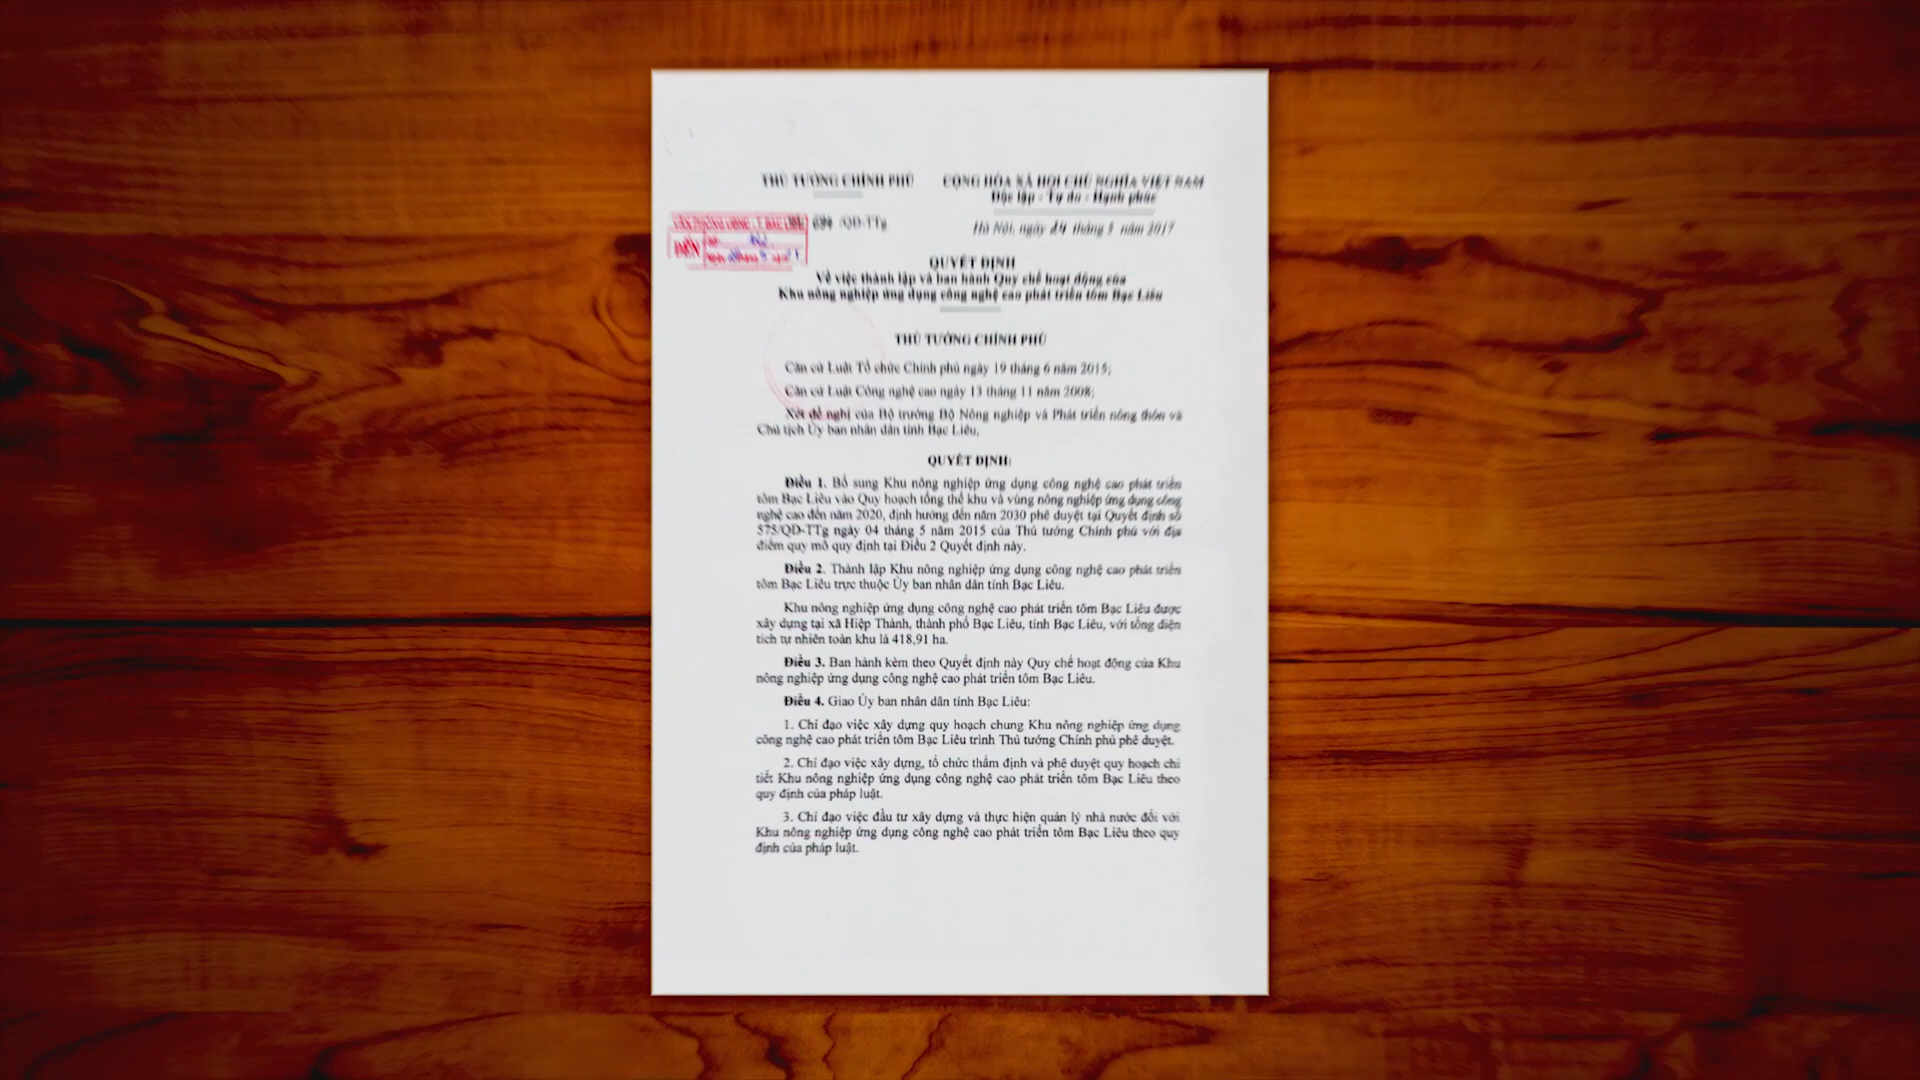 THỦ TƯỚNG CHÍNH PHỦ
CỘNG HÒA XÃ HỘI CHỦ NGHĨA VIỆT NAM
Độc lập - Tự do - Hạnh phúc
/QĐ-TTg
Hà Nội, ngày 24 tháng 5 năm 2017
VĂN PHÒNG UBND T. BẠC LIÊU
ĐẾN
QUYẾT ĐỊNH
Về việc thành lập và ban hành Quy chế hoạt động của
Khu nông nghiệp ứng dụng công nghệ cao phát triển tôm Bạc Liêu
THỦ TƯỚNG CHÍNH PHỦ
Căn cứ Luật Tổ chức Chính phủ ngày 19 tháng 6 năm 2015;
Căn cứ Luật Công nghệ cao ngày 13 tháng 11 năm 2008;
Xét đề nghị của Bộ trưởng Bộ Nông nghiệp và Phát triển nông thôn và
Chủ tịch Ủy ban nhân dân tỉnh Bạc Liêu,
QUYẾT ĐỊNH:
Điều 1. Bổ sung Khu nông nghiệp ứng dụng công nghệ cao phát triển
tôm Bạc Liêu vào Quy hoạch tổng thể khu và vùng nông nghiệp ứng dụng công
nghệ cao đến năm 2020, định hướng đến năm 2030 phê duyệt tại Quyết định số
575/QĐ-TTg ngày 04 tháng 5 năm 2015 của Thủ tướng Chính phủ với địa
điểm quy mô quy định tại Điều 2 Quyết định này.
Điều 2. Thành lập Khu nông nghiệp ứng dụng công nghệ cao phát triển
tôm Bạc Liêu trực thuộc Ủy ban nhân dân tỉnh Bạc Liêu.
Khu nông nghiệp ứng dụng công nghệ cao phát triển tôm Bạc Liêu được
xây dựng tại xã Hiệp Thành, thành phố Bạc Liêu, tỉnh Bạc Liêu, với tổng diện
tích tự nhiên toàn khu là 418,91 ha.
Điều 3. Ban hành kèm theo Quyết định này Quy chế hoạt động của Khu
nông nghiệp ứng dụng công nghệ cao phát triển tôm Bạc Liêu.
Điều 4. Giao Ủy ban nhân dân tỉnh Bạc Liêu:
1. Chỉ đạo việc xây dựng quy hoạch chung Khu nông nghiệp ứng dụng
công nghệ cao phát triển tôm Bạc Liêu trình Thủ tướng Chính phủ phê duyệt.
2. Chỉ đạo việc xây dựng, tổ chức thẩm định và phê duyệt quy hoạch chi
tiết Khu nông nghiệp ứng dụng công nghệ cao phát triển tôm Bạc Liêu theo
quy định của pháp luật.
3. Chỉ đạo việc đầu tư xây dựng và thực hiện quản lý nhà nước đối với
Khu nông nghiệp ứng dụng công nghệ cao phát triển tôm Bạc Liêu theo quy
định của pháp luật.